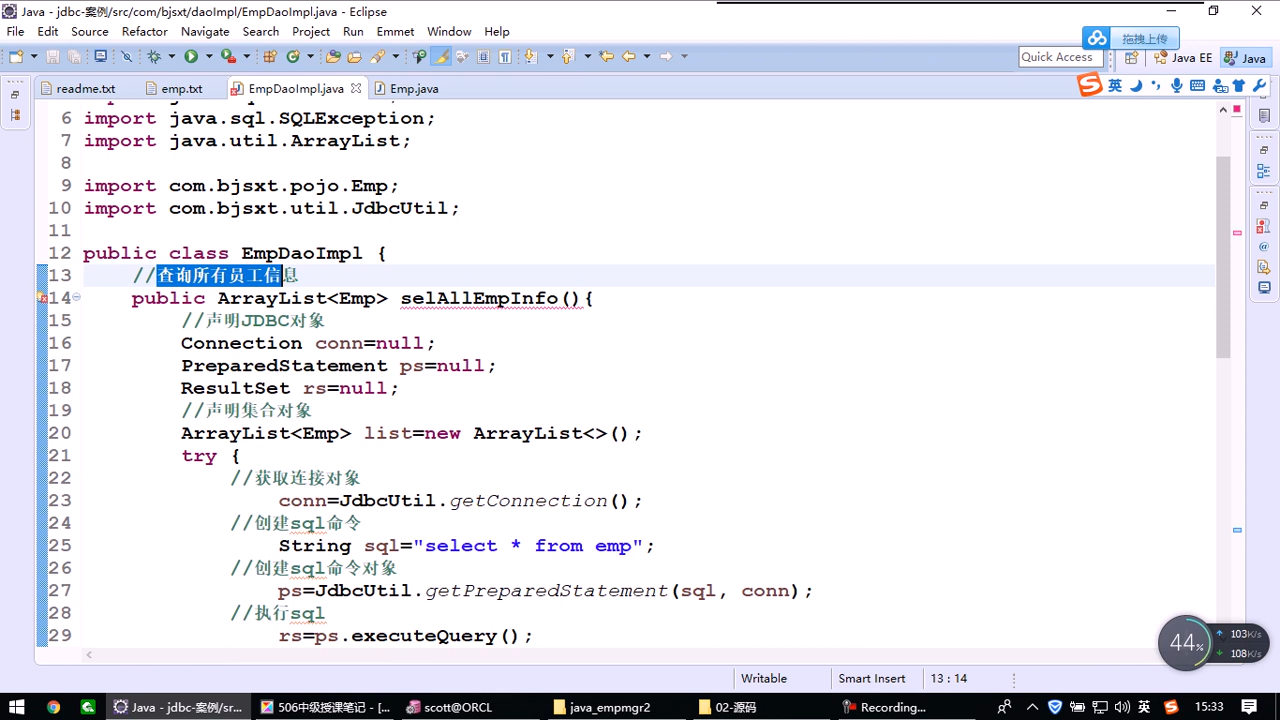 Java - jdbc-案例/src/com/bjsxt/daoImpl/EmpDaoImpl.java - Eclipse
File Edit Source Refactor Navigate Search Project Run Emmet Window Help
拖拽上传
Quick Access Java EE Java
readme.txt emp.txt EmpDaoImpl.java Emp.java
英
6 import java.sql.SQLException;
7 import java.util.ArrayList;
8
9 import com.bjsxt.pojo.Emp;
10 import com.bjsxt.util.JdbcUtil;
11
12 public class EmpDaoImpl {
13 //查询所有员工信息
14 public ArrayList<Emp> selAllEmpInfo(){
15 //声明JDBC对象
16 Connection conn=null;
17 PreparedStatement ps=null;
18 ResultSet rs=null;
19 //声明集合对象
20 ArrayList<Emp> list=new ArrayList<>();
21 try {
22 //获取连接对象
23 conn=JdbcUtil.getConnection();
24 //创建sql命令
25 String sql="select * from emp";
26 //创建sql命令对象
27 ps=JdbcUtil.getPreparedStatement(sql, conn);
28 //执行sql
29 rs=ps.executeQuery();
44% 103K/s
108K/s
Writable Smart Insert 13 : 14
Java - jdbc-案例/sr... 506中级授课笔记 - [... scott@ORCL java_empmgr2 02-源码 Recording... 英 15:33